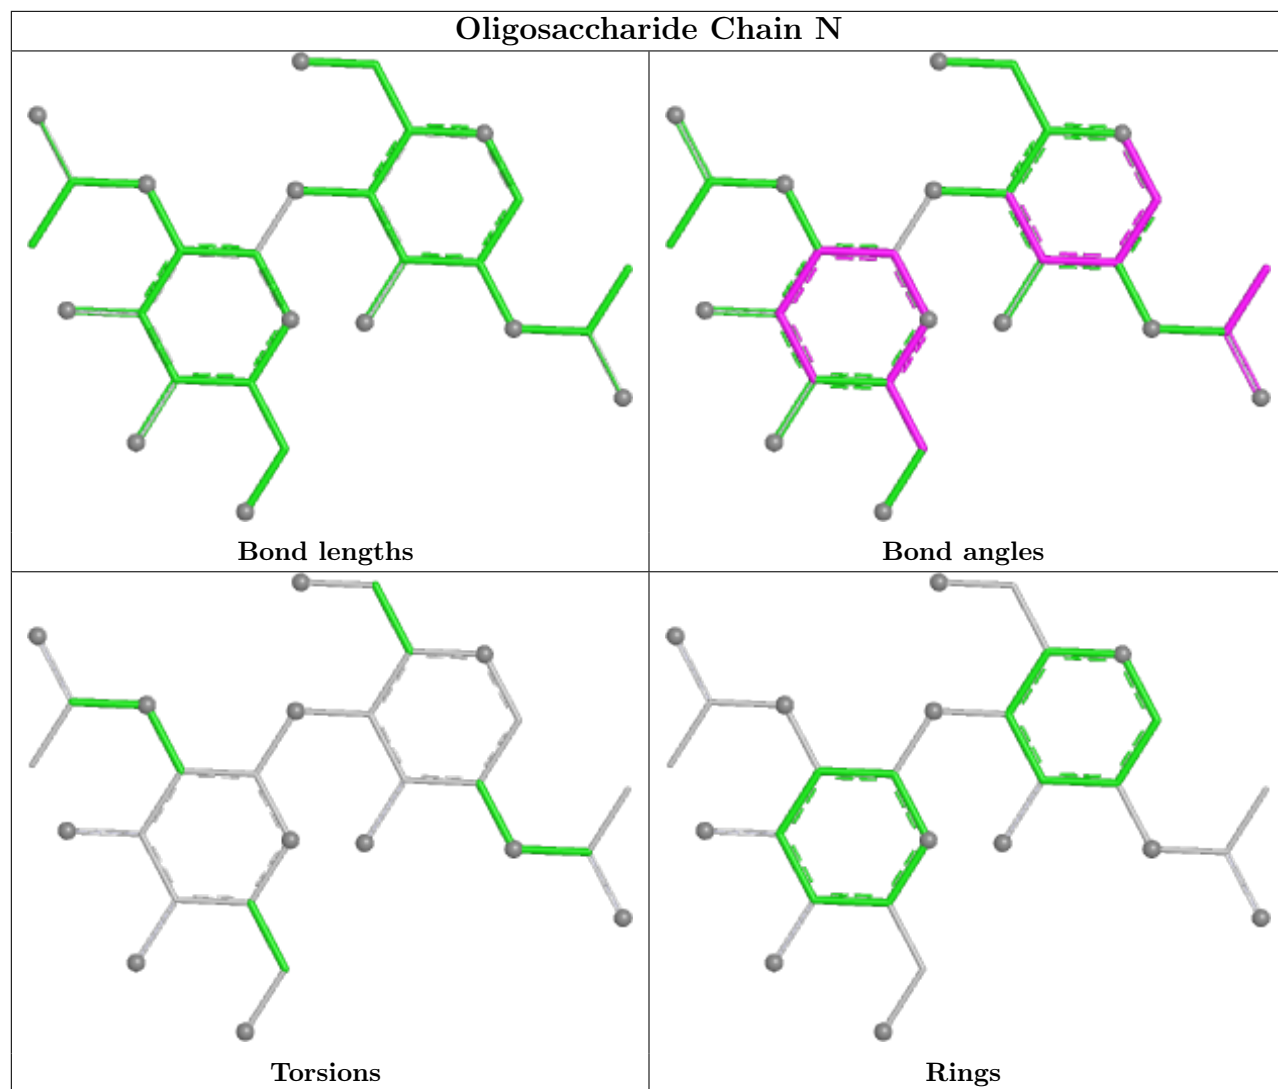 Oligosaccharide Chain N
Bond lengths
Bond angles
Torsions
Rings